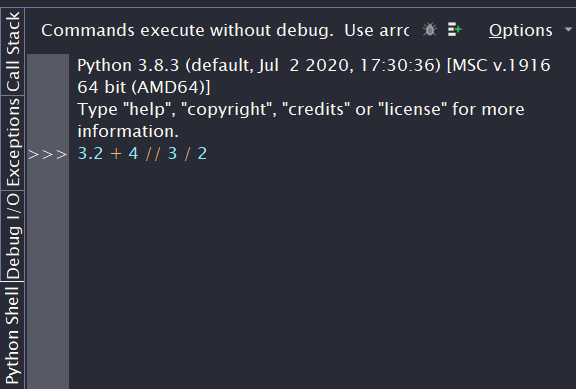 Commands execute without debug.  Use arrc
Options
Python 3.8.3 (default, Jul  2 2020, 17:30:36) [MSC v.1916
64 bit (AMD64)]
Type "help", "copyright", "credits" or "license" for more
information.
>>> 3.2 + 4 // 3 / 2
Call Stack
Exceptions
Debug I/O
Python Shell